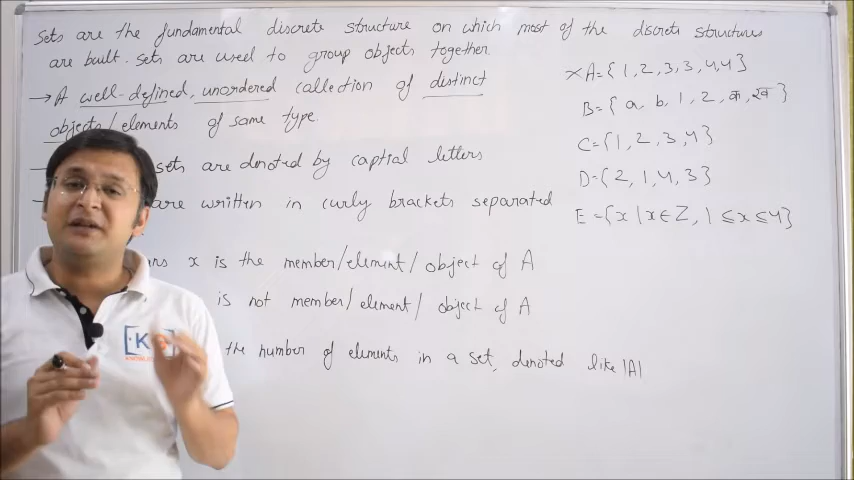 Sets are the fundamental discrete structure on which most of the discrete structures
are built. sets are used to group objects together
→ A well-defined, unordered collection of distinct
objects/elements of same type.
sets are denoted by captial letters
are written in curly brackets separated
x is the member/element/object of A
is not member/element/object of A
the number of elements in a set, denoted like |A|
× A={1,2,3,3,4,4}
B={a, b, 1, 2, क, ख}
C={1, 2, 3, 4}
D={2, 1, 4, 3}
E={x|x∈Z, 1≤x≤4}
[·K